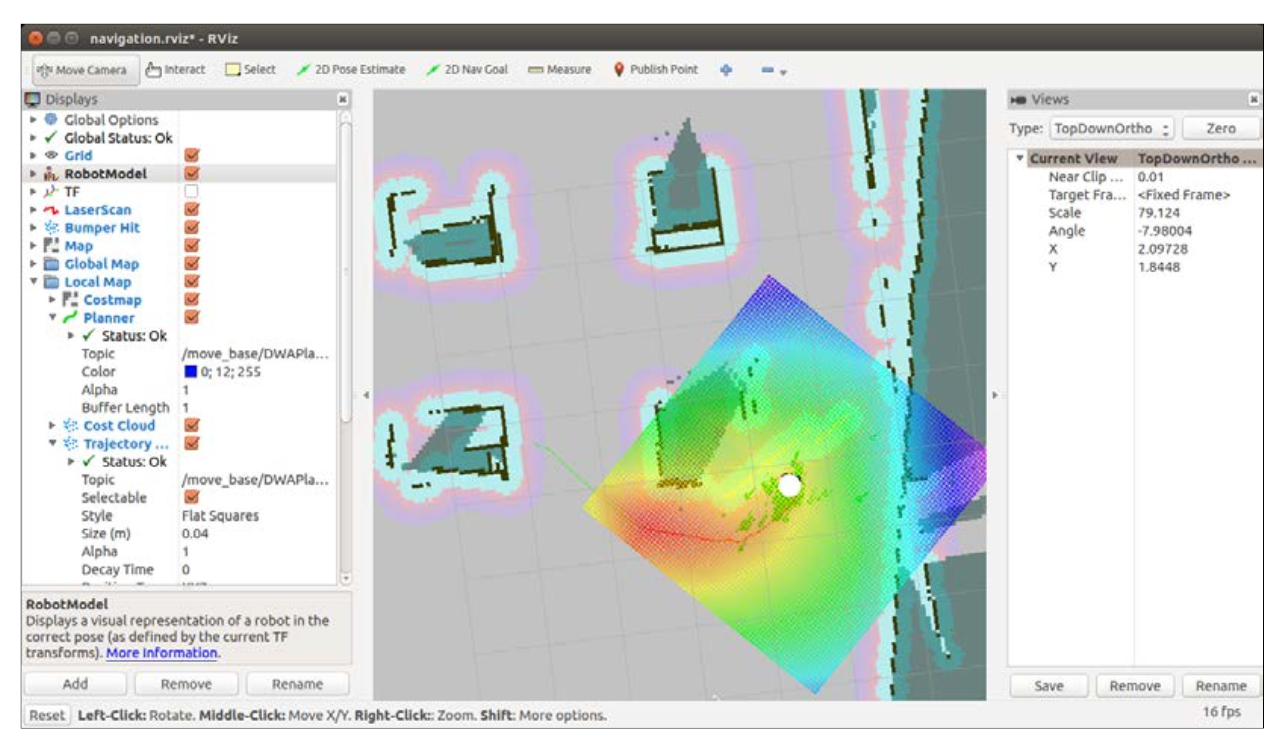 navigation.rviz* - RViz
Move Camera Interact Select 2D Pose Estimate 2D Nav Goal Measure Publish Point
Displays
Global Options
Global Status: Ok
Grid
RobotModel
TF
LaserScan
Bumper Hit
Map
Global Map
Local Map
Costmap
Planner
Status: Ok
Topic /move_base/DWAPla...
Color 0; 12; 255
Alpha 1
Buffer Length 1
Cost Cloud
Trajectory ...
Status: Ok
Topic /move_base/DWAPla...
Selectable
Style Flat Squares
Size (m) 0.04
Alpha 1
Decay Time 0
RobotModel
Displays a visual representation of a robot in the
correct pose (as defined by the current TF
transforms). More Information.
Add Remove Rename
Views
Type: TopDownOrtho Zero
Current View TopDownOrtho ...
Near Clip ... 0.01
Target Fra... <Fixed Frame>
Scale 79.124
Angle -7.98004
X 2.09728
Y 1.8448
Save Remove Rename
Reset Left-Click: Rotate. Middle-Click: Move X/Y. Right-Click:: Zoom. Shift: More options. 16 fps